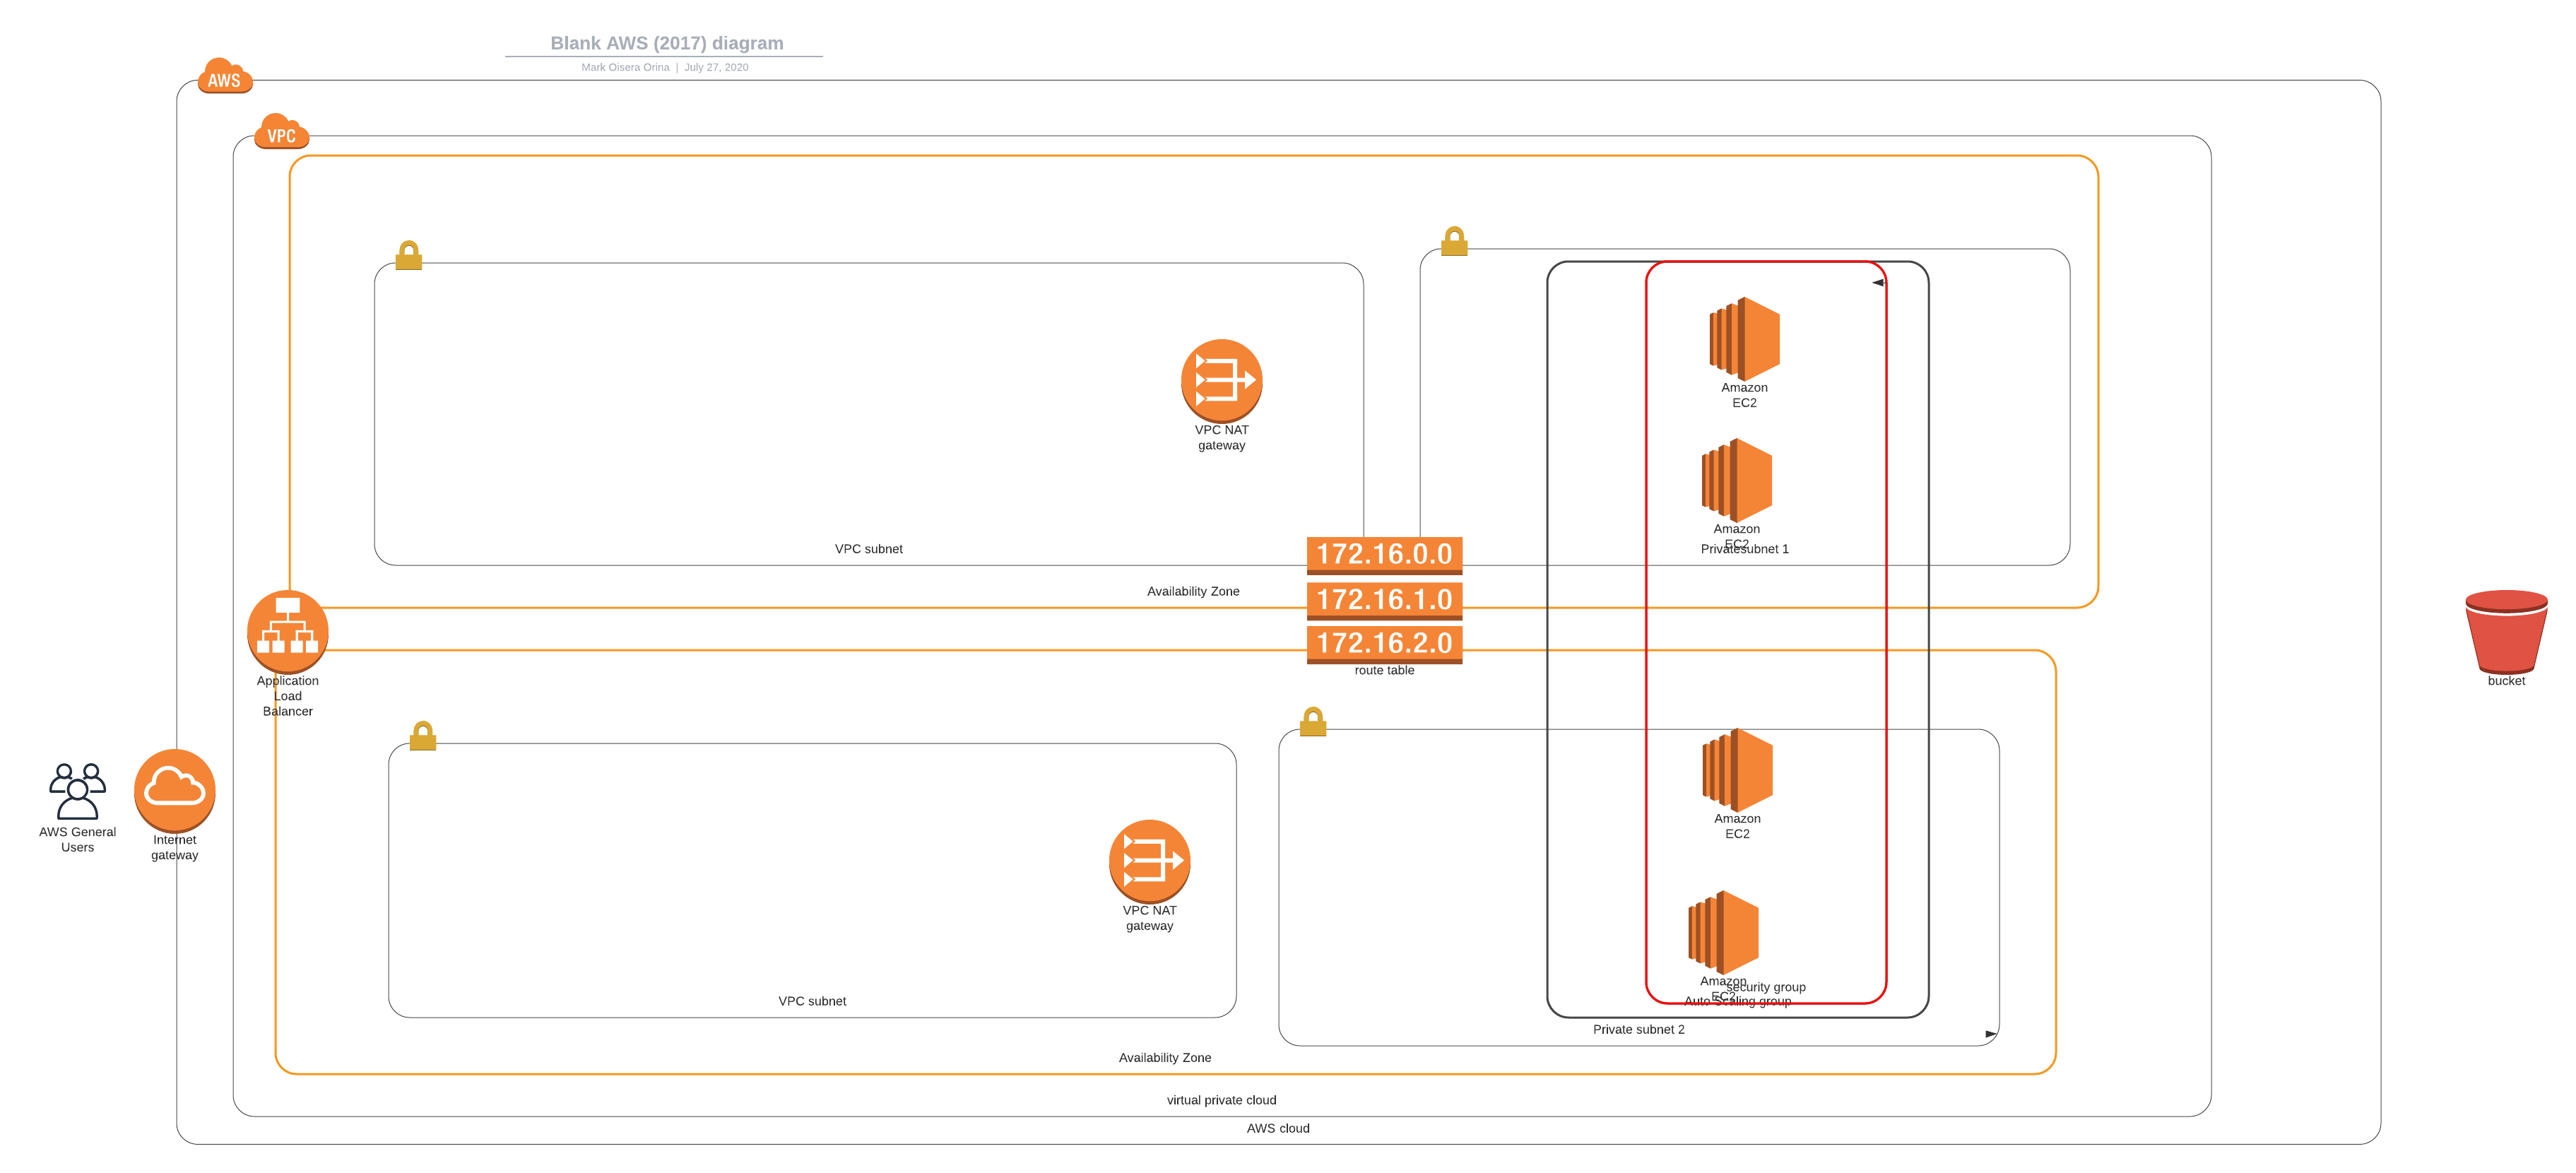 Blank AWS (2017) diagram
Mark Oisera Orina | July 27, 2020
AWS
VPC
VPC NAT
gateway
Amazon
EC2
Amazon
EC2
VPC subnet
Privatesubnet 1
172.16.0.0
Availability Zone
172.16.1.0
172.16.2.0
route table
Application
Load
Balancer
bucket
AWS General
Users
Internet
gateway
Amazon
EC2
VPC NAT
gateway
Amazon
EC2
security group
Auto Scaling group
VPC subnet
Private subnet 2
Availability Zone
virtual private cloud
AWS cloud